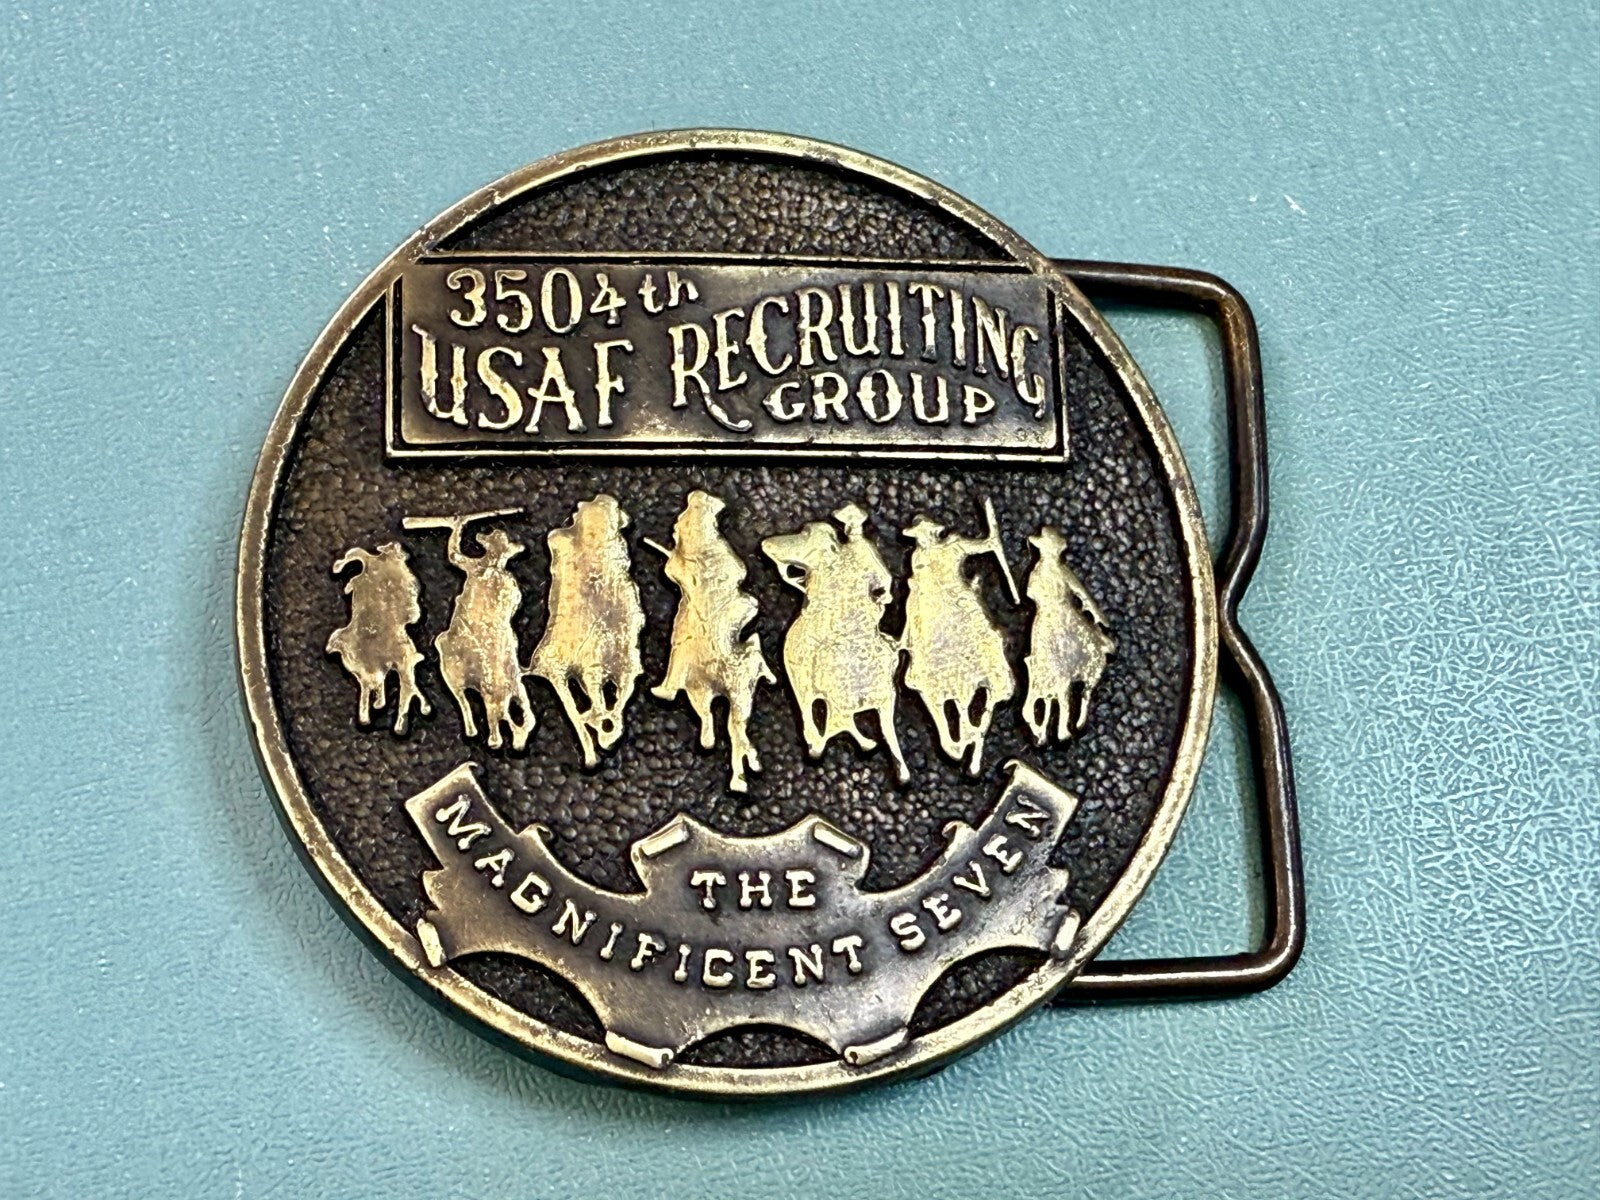 3504th
USAF RECRUITING
GROUP
THE
MAGNIFICENT SEVEN